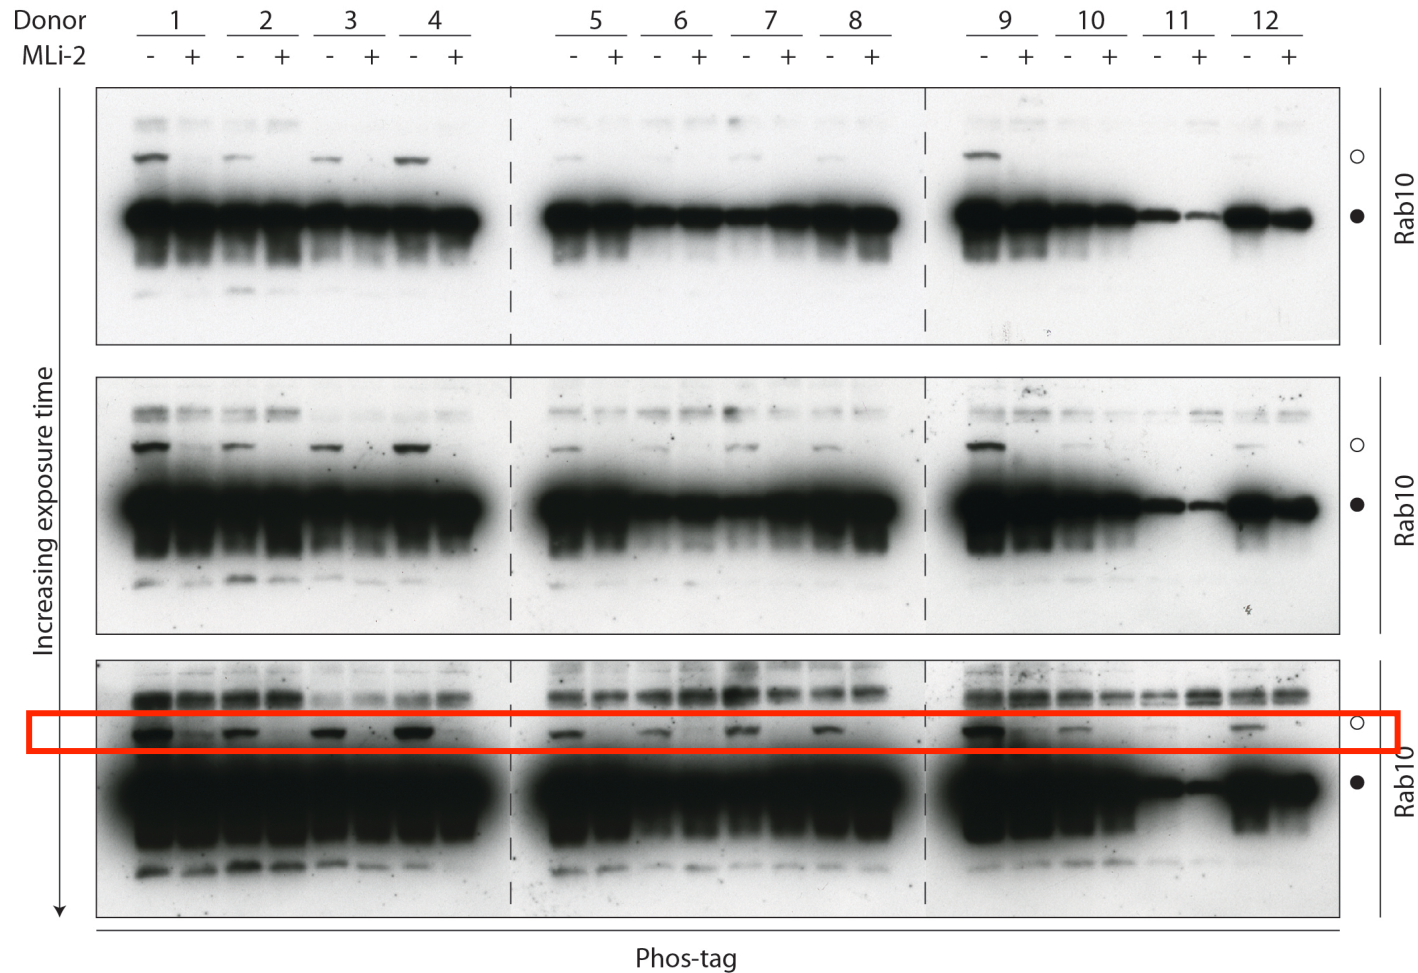 Donor 1 2 3 4 5 6 7 8 9 10 11 12
MLi-2 - + - + - + - + - + - + - + - + - + - + - + - +
Rab10
Increasing exposure time
Rab10
Rab10
Phos-tag